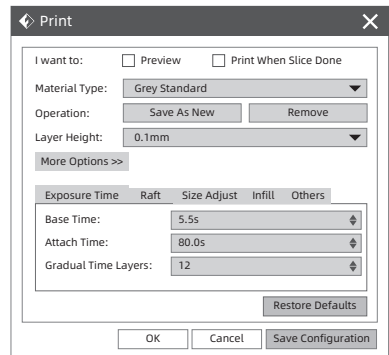 Print
I want to: Preview Print When Slice Done
Material Type: Grey Standard
Operation: Save As New Remove
Layer Height: 0.1mm
More Options >>
Exposure Time Raft Size Adjust Infill Others
Base Time: 5.5s
Attach Time: 80.0s
Gradual Time Layers: 12
Restore Defaults
OK Cancel Save Configuration